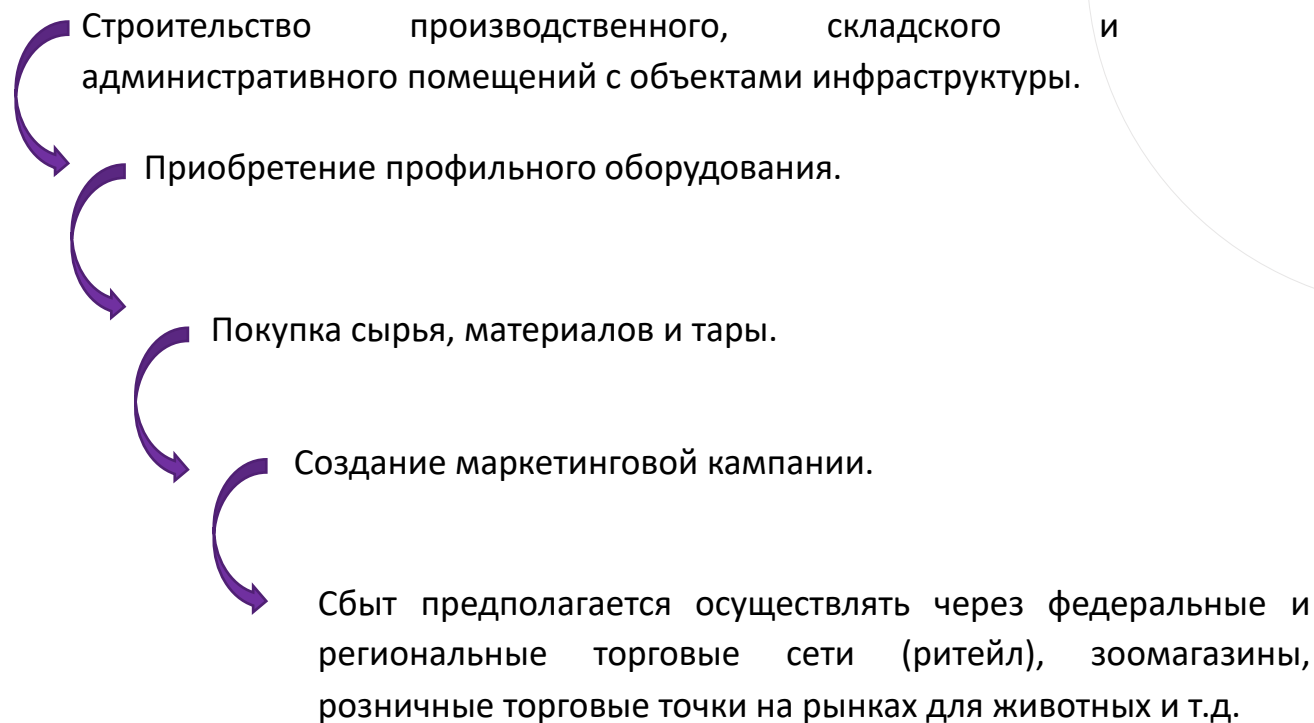 Строительство производственного, складского и
административного помещений с объектами инфраструктуры.
Приобретение профильного оборудования.
Покупка сырья, материалов и тары.
Создание маркетинговой кампании.
Сбыт предполагается осуществлять через федеральные и
региональные торговые сети (ритейл), зоомагазины,
розничные торговые точки на рынках для животных и т.д.